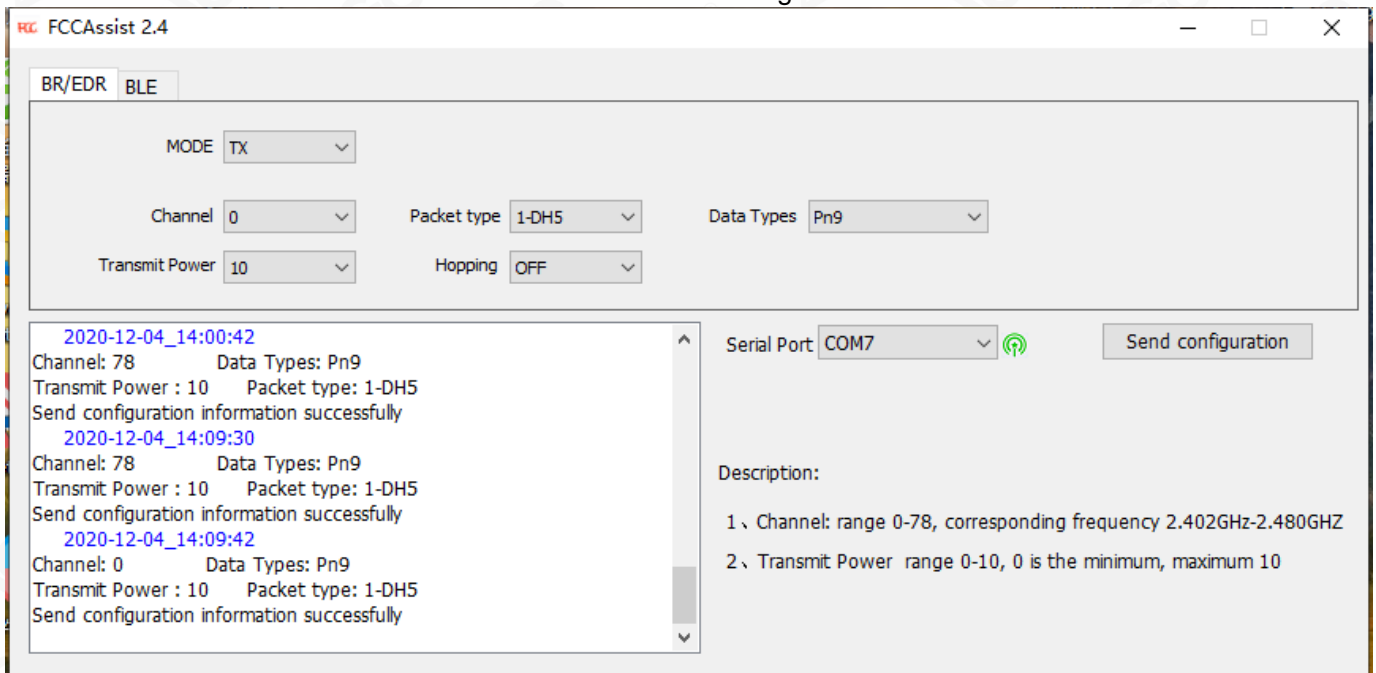 FCC FCCAssist 2.4
BR/EDR BLE
MODE TX
Channel 0 Packet type 1-DH5 Data Types Pn9
Transmit Power 10 Hopping OFF
2020-12-04_14:00:42
Channel: 78 Data Types: Pn9
Transmit Power : 10 Packet type: 1-DH5
Send configuration information successfully
2020-12-04_14:09:30
Channel: 78 Data Types: Pn9
Transmit Power : 10 Packet type: 1-DH5
Send configuration information successfully
2020-12-04_14:09:42
Channel: 0 Data Types: Pn9
Transmit Power : 10 Packet type: 1-DH5
Send configuration information successfully
Serial Port COM7 Send configuration
Description:
1、Channel: range 0-78, corresponding frequency 2.402GHz-2.480GHZ
2、Transmit Power range 0-10, 0 is the minimum, maximum 10